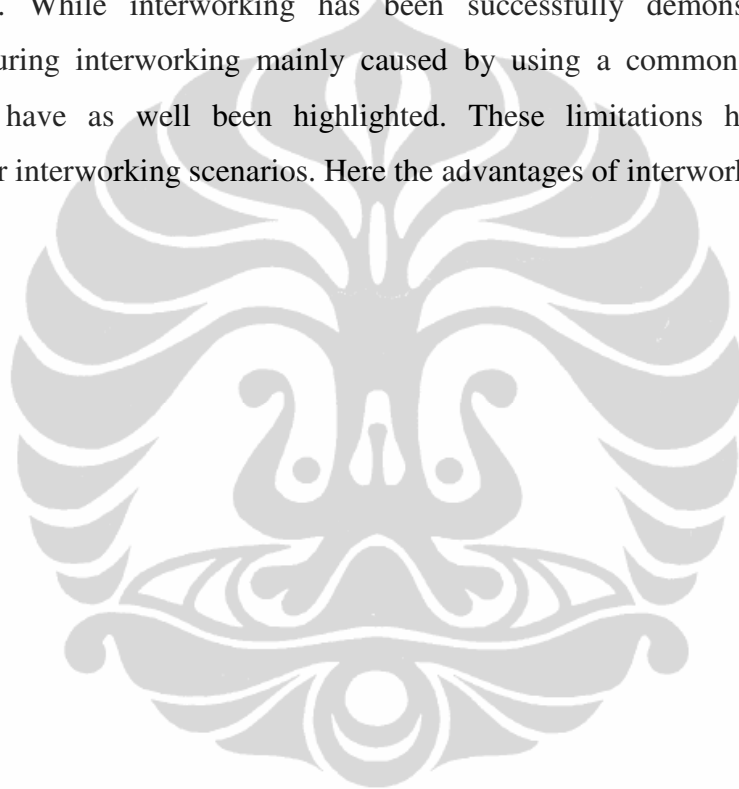 . While interworking has been successfully demons
uring interworking mainly caused by using a common
have as well been highlighted. These limitations h
r interworking scenarios. Here the advantages of interwork